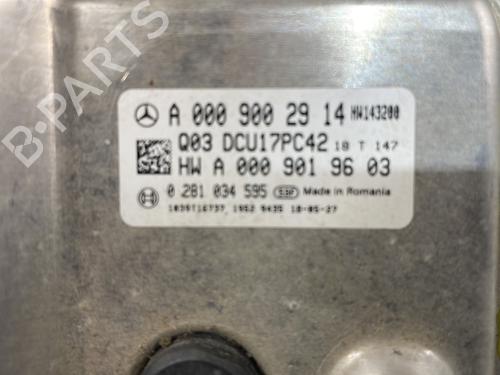 A 000 900 29 14 HW143200
Q03 DCU17PC42 18 T 147
HW A 000 901 96 03
0 281 034 595 Made in Romania
1039T16737 1952 9435 18-05-27
B-PARTS